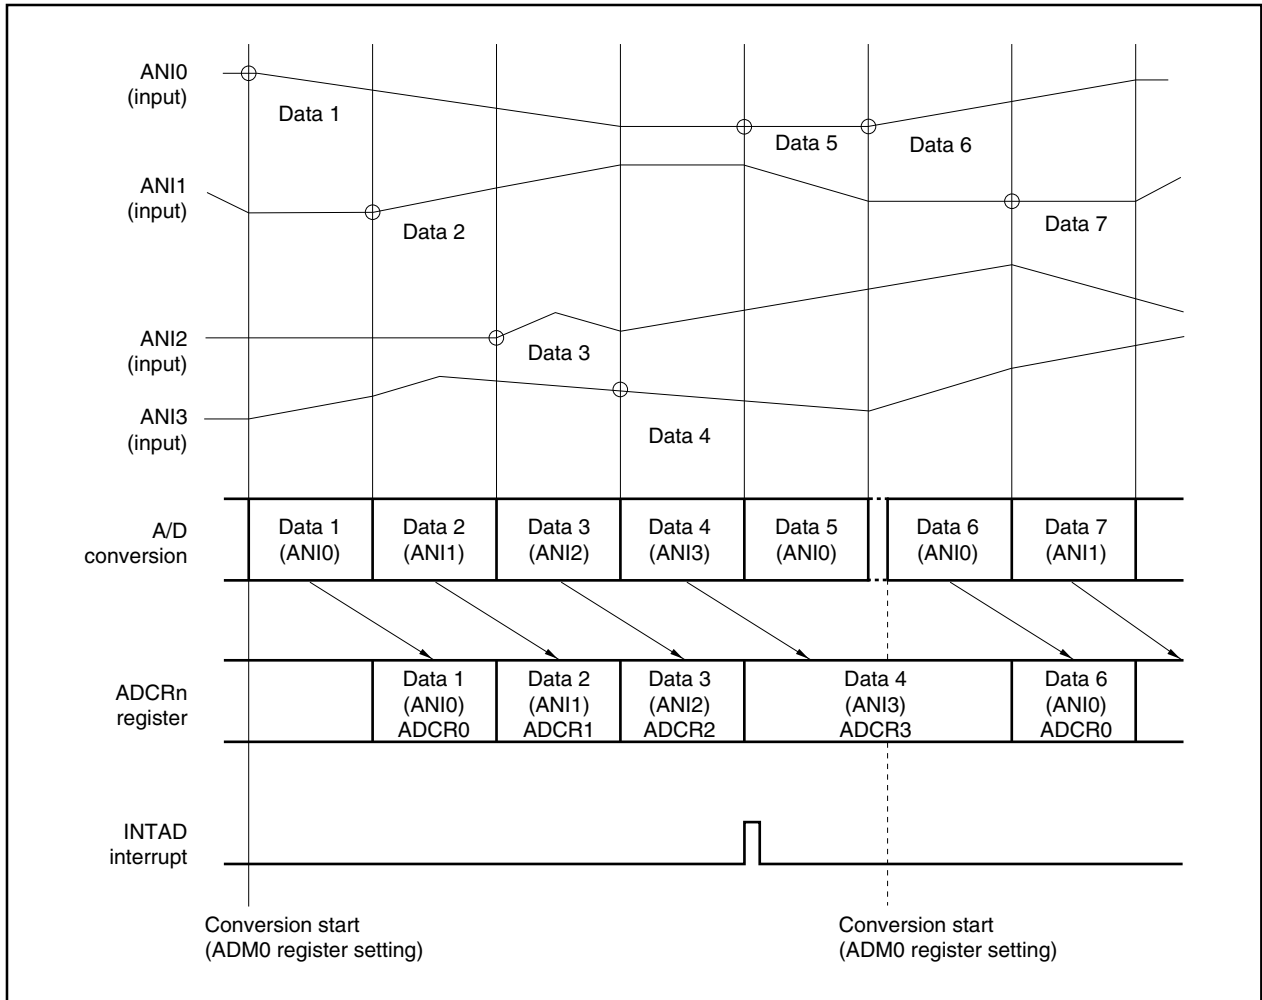 ANI0
(input)
Data 1
Data 5
Data 6
ANI1
(input)
Data 2
Data 7
ANI2
(input)
Data 3
ANI3
(input)
Data 4
A/D
conversion
Data 1
(ANI0)
Data 2
(ANI1)
Data 3
(ANI2)
Data 4
(ANI3)
Data 5
(ANI0)
Data 6
(ANI0)
Data 7
(ANI1)
ADCRn
register
Data 1
(ANI0)
ADCR0
Data 2
(ANI1)
ADCR1
Data 3
(ANI2)
ADCR2
Data 4
(ANI3)
ADCR3
Data 6
(ANI0)
ADCR0
INTAD
interrupt
Conversion start
(ADM0 register setting)
Conversion start
(ADM0 register setting)